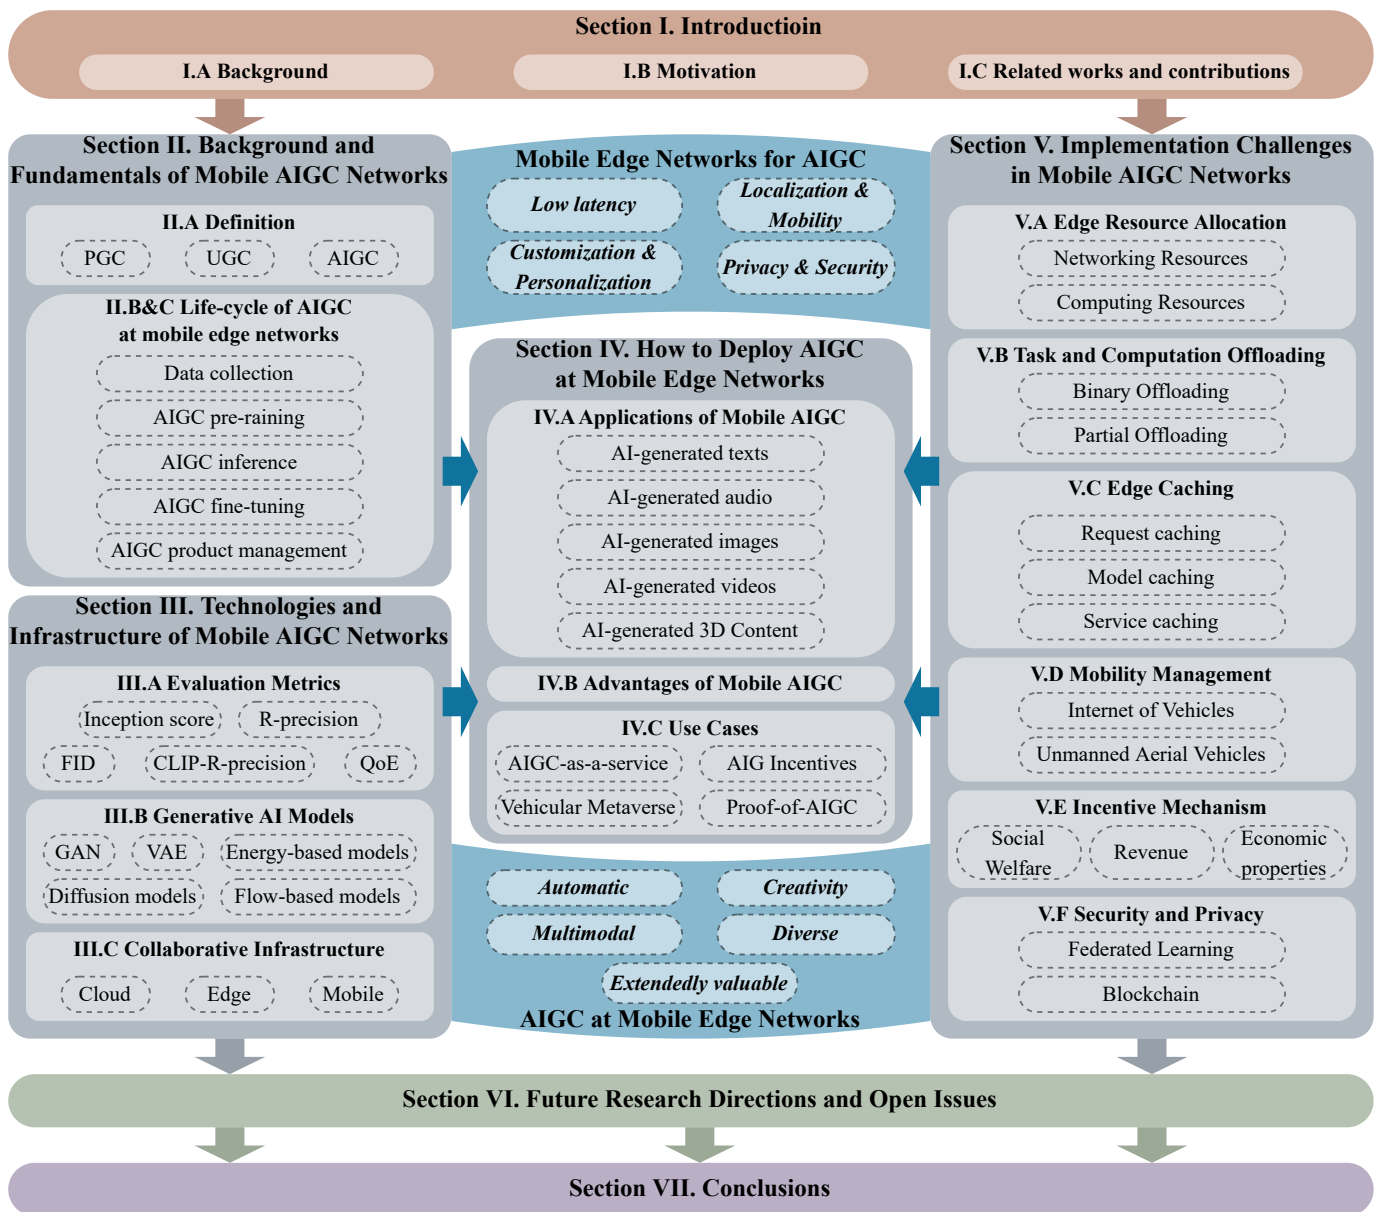 Section I. Introductioin
I.A Background
I.B Motivation
I.C Related works and contributions
Section II. Background and
Fundamentals of Mobile AIGC Networks
II.A Definition
PGC
UGC
AIGC
II.B&C Life-cycle of AIGC
at mobile edge networks
Data collection
AIGC pre-raining
AIGC inference
AIGC fine-tuning
AIGC product management
Section III. Technologies and
Infrastructure of Mobile AIGC Networks
III.A Evaluation Metrics
Inception score
R-precision
FID
CLIP-R-precision
QoE
III.B Generative AI Models
GAN
VAE
Energy-based models
Diffusion models
Flow-based models
III.C Collaborative Infrastructure
Cloud
Edge
Mobile
Mobile Edge Networks for AIGC
Low latency
Localization &
Mobility
Customization &
Personalization
Privacy & Security
Section IV. How to Deploy AIGC
at Mobile Edge Networks
IV.A Applications of Mobile AIGC
AI-generated texts
AI-generated audio
AI-generated images
AI-generated videos
AI-generated 3D Content
IV.B Advantages of Mobile AIGC
IV.C Use Cases
AIGC-as-a-service
AIG Incentives
Vehicular Metaverse
Proof-of-AIGC
Automatic
Creativity
Multimodal
Diverse
Extendedly valuable
AIGC at Mobile Edge Networks
Section V. Implementation Challenges
in Mobile AIGC Networks
V.A Edge Resource Allocation
Networking Resources
Computing Resources
V.B Task and Computation Offloading
Binary Offloading
Partial Offloading
V.C Edge Caching
Request caching
Model caching
Service caching
V.D Mobility Management
Internet of Vehicles
Unmanned Aerial Vehicles
V.E Incentive Mechanism
Social
Welfare
Revenue
Economic
properties
V.F Security and Privacy
Federated Learning
Blockchain
Section VI. Future Research Directions and Open Issues
Section VII. Conclusions